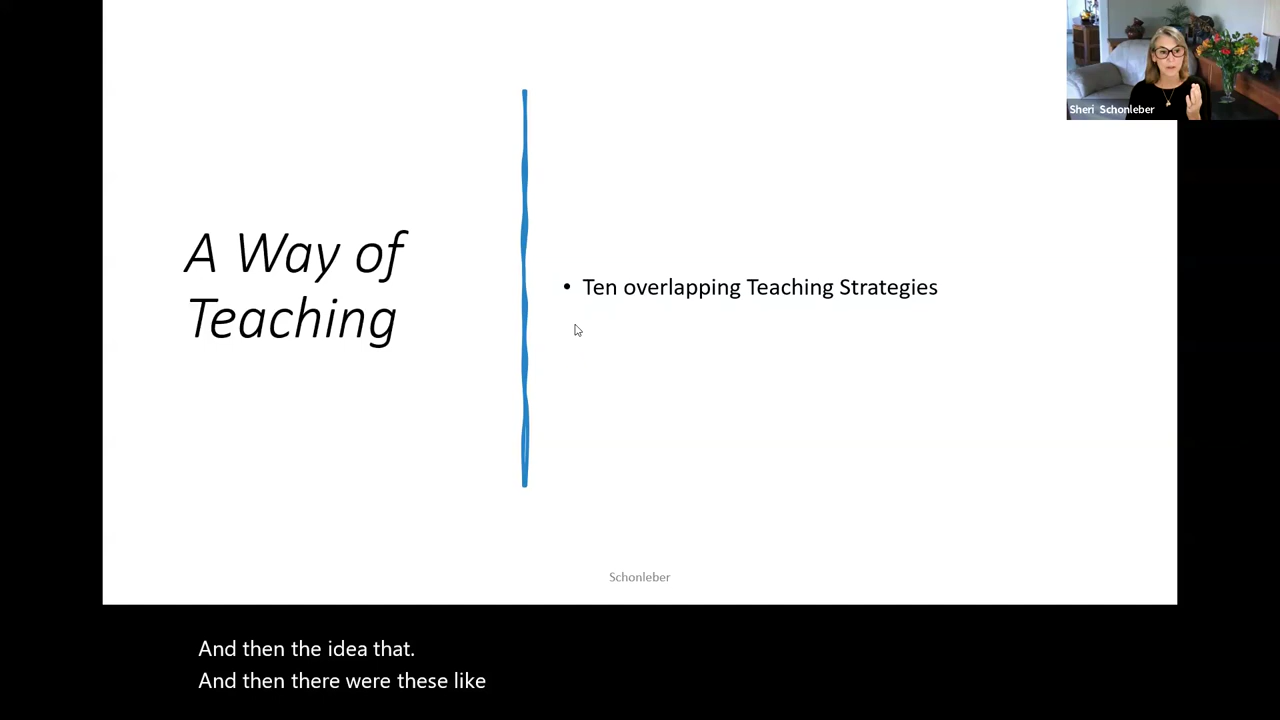 Sheri Schonleber
A Way of
Teaching
• Ten overlapping Teaching Strategies
Schonleber
And then the idea that.
And then there were these like